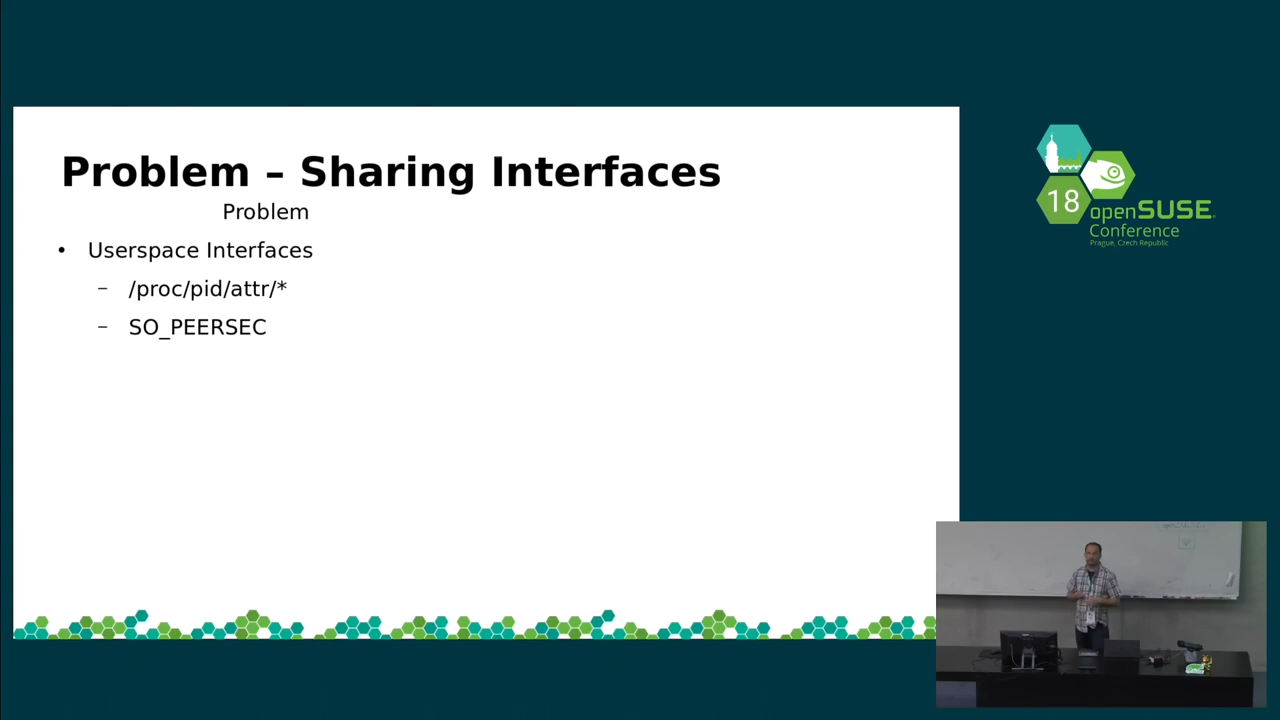 Problem – Sharing Interfaces
Problem
• Userspace Interfaces
– /proc/pid/attr/*
– SO_PEERSEC
18
openSUSE
Conference
Prague, Czech Republic